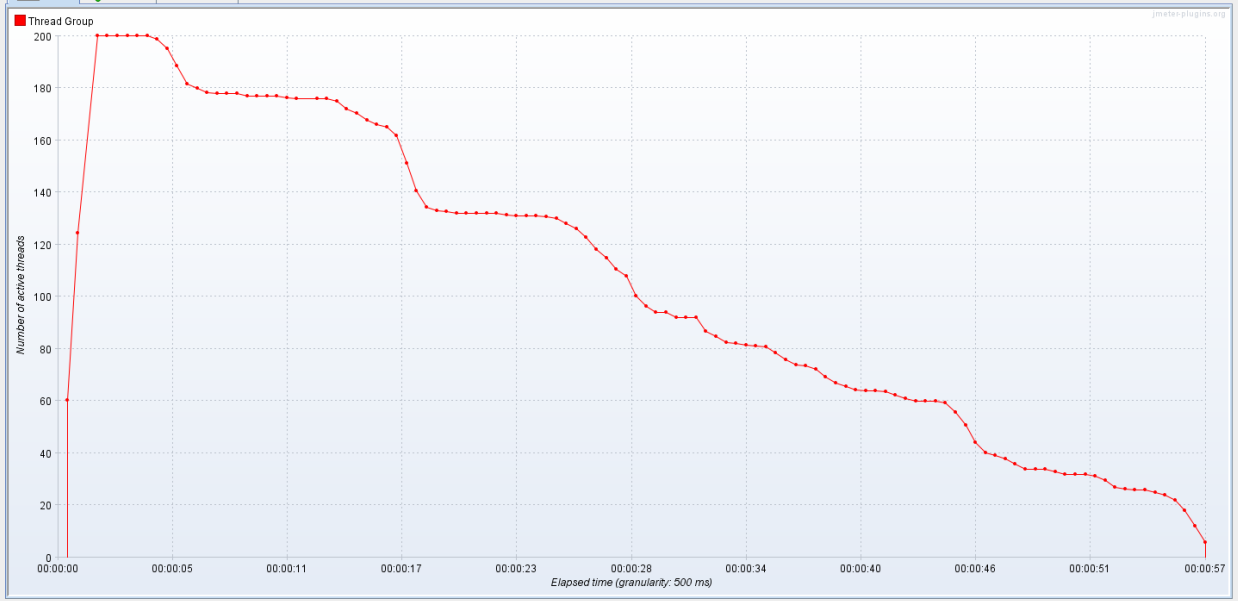 jmeter-plugins.org
Thread Group
200
180
160
140
120
100
80
60
40
20
0
Number of active threads
00:00:00 00:00:05 00:00:11 00:00:17 00:00:23 00:00:28 00:00:34 00:00:40 00:00:46 00:00:51 00:00:57
Elapsed time (granularity: 500 ms)